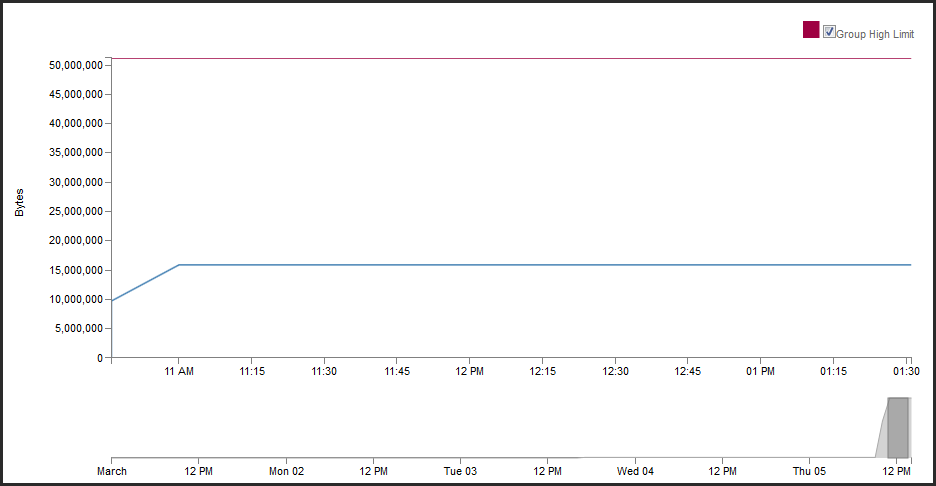 Group High Limit
50,000,000
45,000,000
40,000,000
35,000,000
30,000,000
25,000,000
20,000,000
15,000,000
10,000,000
5,000,000
0
Bytes
11 AM 11:15 11:30 11:45 12 PM 12:15 12:30 12:45 01 PM 01:15 01:30
March 12 PM Mon 02 12 PM Tue 03 12 PM Wed 04 12 PM Thu 05 12 PM